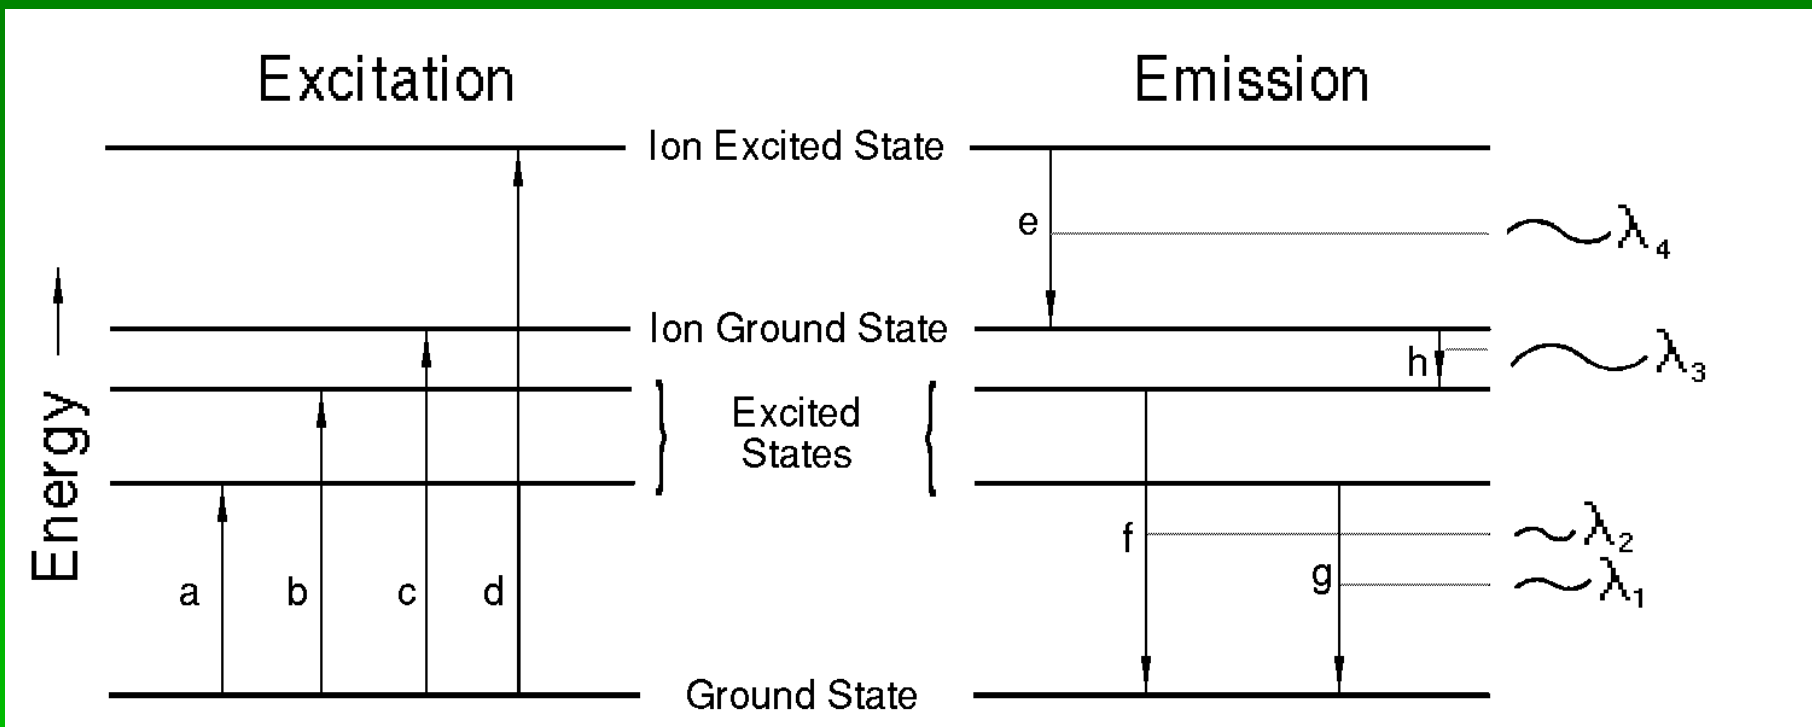 Excitation
Emission
Ion Excited State
e
λ4
Ion Ground State
h
λ3
Energy
Excited
States
f
λ2
a
b
c
d
g
λ1
Ground State